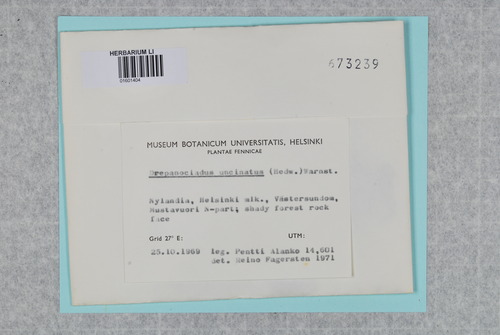 HERBARIUM LI
01601404
673239
MUSEUM BOTANICUM UNIVERSITATIS, HELSINKI
PLANTAE FENNICAE
Drepanocladus uncinatus (Hedw.)Warnst.
Nylandia, Helsinki mlk., Västersundom,
Mustavuori N-part; shady forest rock
face
Grid 27° E: UTM:
25.10.1969 leg. Pentti Alanko 14,601
det. Heino Fagersten 1971